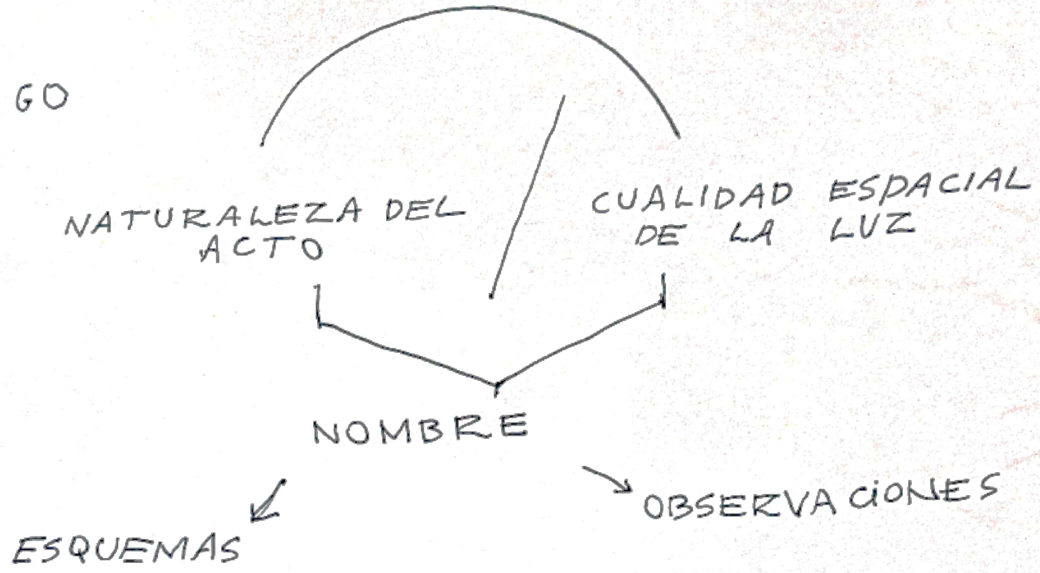 GO
NATURALEZA DEL
ACTO
CUALIDAD ESPACIAL
DE LA LUZ
NOMBRE
ESQUEMAS
OBSERVACIONES